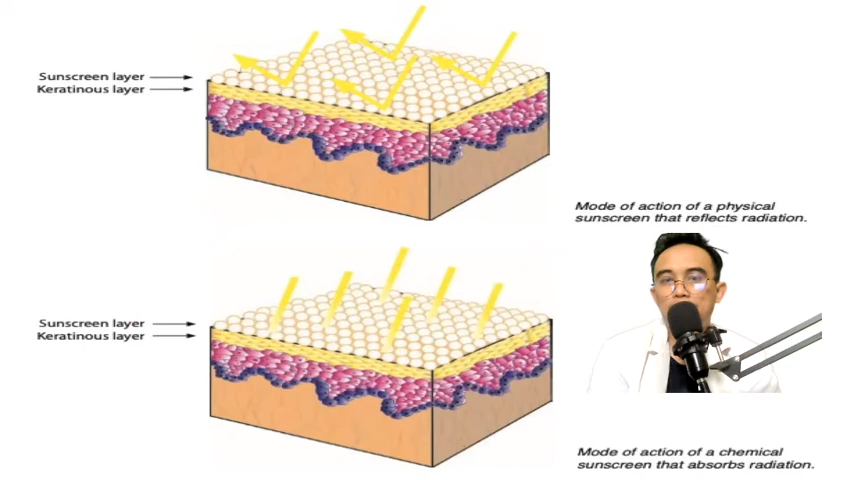 Sunscreen layer
Keratinous layer
Mode of action of a physical
sunscreen that reflects radiation.
Sunscreen layer
Keratinous layer
Mode of action of a chemical
sunscreen that absorbs radiation.